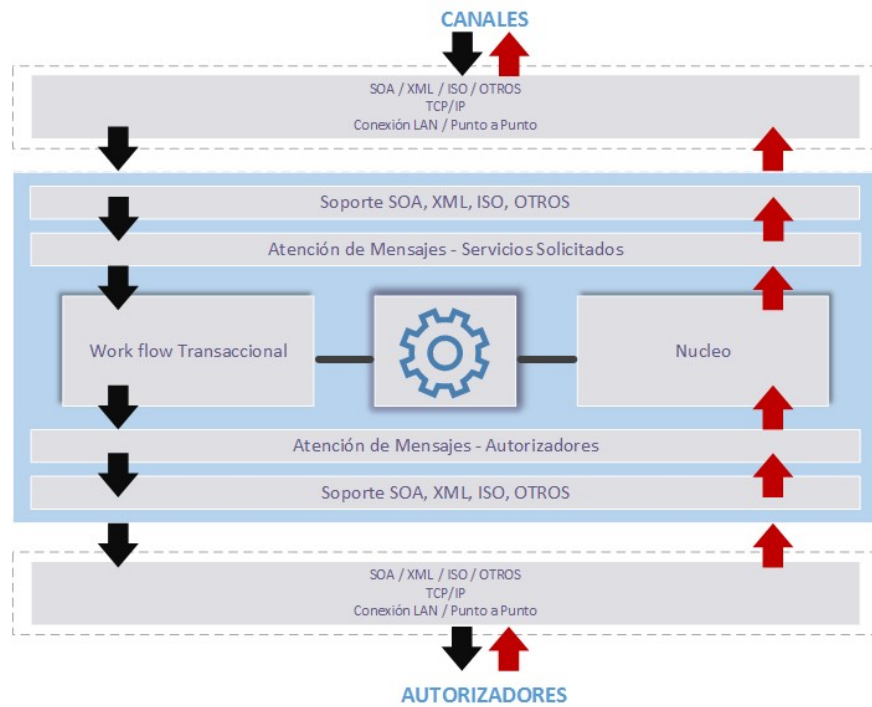 CANALES
SOA / XML / ISO / OTROS
TCP/IP
Conexión LAN / Punto a Punto
Soporte SOA, XML, ISO, OTROS
Atención de Mensajes - Servicios Solicitados
Work flow Transaccional
Nucleo
Atención de Mensajes - Autorizadores
Soporte SOA, XML, ISO, OTROS
SOA / XML / ISO / OTROS
TCP/IP
Conexión LAN / Punto a Punto
AUTORIZADORES